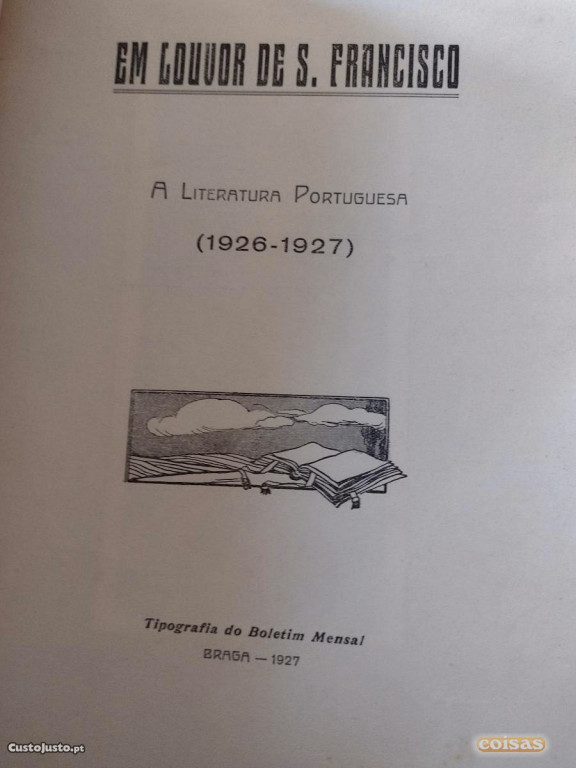 EM LOUVOR DE S. FRANCISCO
A LITERATURA PORTUGUESA
(1926-1927)
Tipografia do Boletim Mensal
BRAGA — 1927
CustoJusto.pt
coisas